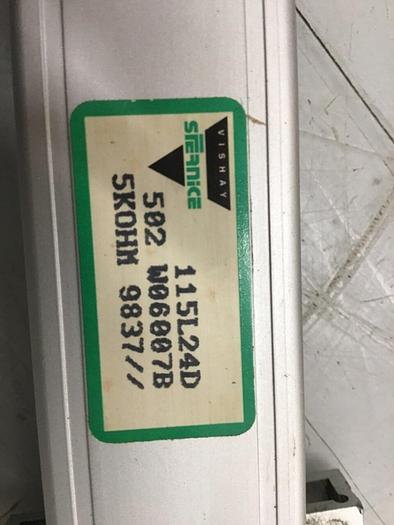 VISHAY
sfernice
115L24D
502 W06007B
5KOHM 9837//